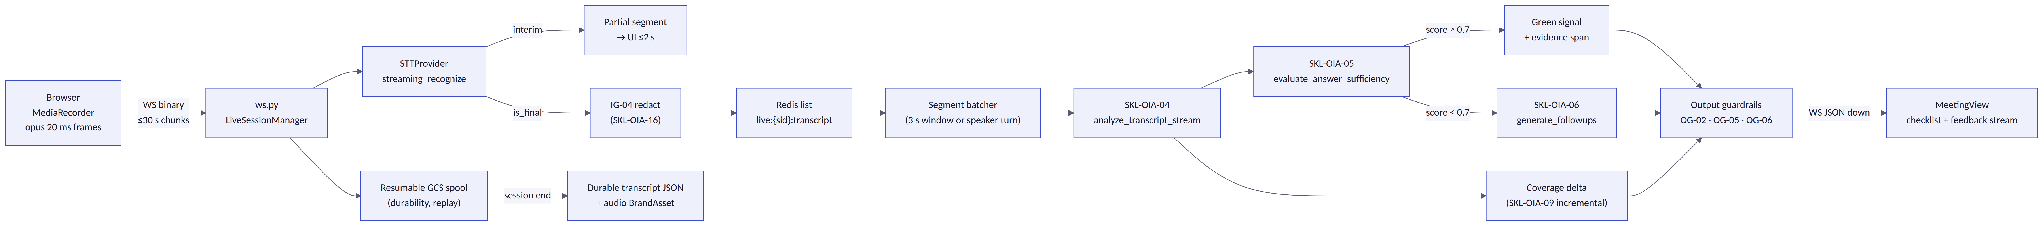 Browser
MediaRecorder
opus 20 ms frames
WS binary
≤30 s chunks
ws.py
LiveSessionManager
STTProvider
streaming_recognize
interim
Partial segment
→ UI ≤2 s
is_final
IG-04 redact
(SKL-OIA-16)
Resumable GCS spool
(durability, replay)
session end
Durable transcript JSON
+ audio BrandAsset
Redis list
live:{sid}:transcript
Segment batcher
(3 s window or speaker turn)
SKL-OIA-04
analyze_transcript_stream
SKL-OIA-05
evaluate_answer_sufficiency
score ≥ 0.7
Green signal
+ evidence span
score < 0.7
SKL-OIA-06
generate_followups
Coverage delta
(SKL-OIA-09 incremental)
Output guardrails
OG-02 · OG-05 · OG-06
WS JSON down
MeetingView
checklist + feedback stream